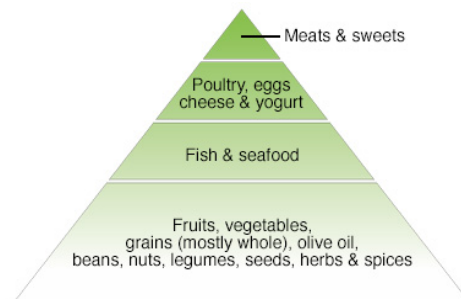 Meats & sweets
Poultry, eggs
cheese & yogurt
Fish & seafood
Fruits, vegetables,
grains (mostly whole), olive oil,
beans, nuts, legumes, seeds, herbs & spices